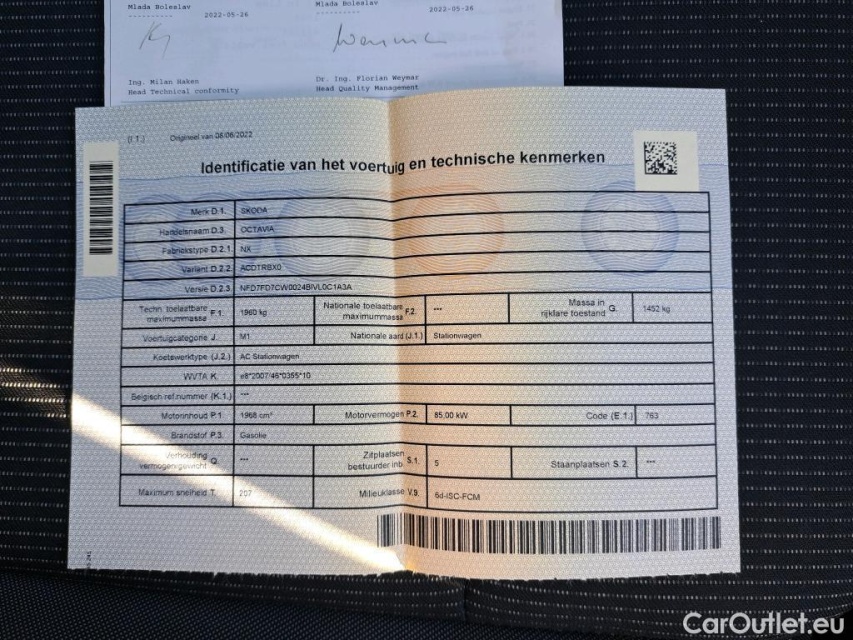 Mlada Boleslav 2022-05-26 Mlada Boleslav 2022-05-26
Ing. Milan Haken Dr. Ing. Florian Weymar
Head Technical conformity Head Quality Management
(I.1.) Origineel van 08/06/2022
Identificatie van het voertuig en technische kenmerken
Merk D.1. SKODA
Handelsnaam D.3. OCTAVIA
Fabriekstype D.2.1. NX
Variant D.2.2. ACDTRBX0
Versie D.2.3. NFD7FD7CW0024BIVL0C1A3A
Techn. toelaatbare maximummassa F.1. 1960 kg Nationale toelaatbare maximummassa F.2. --- Massa in rijklare toestand G. 1452 kg
Voertuigcategorie J. M1 Nationale aard (J.1.) Stationwagen
Koetswerktype (J.2.) AC Stationwagen
WVTA K. e8*2007/46*0355*10
Belgisch ref.nummer (K.1.) ---
Motorinhoud P.1. 1968 cm³ Motorvermogen P.2. 85,00 kW Code (E.1.) 763
Brandstof P.3. Gasolie
Verhouding vermogen/gewicht Q. --- Zitplaatsen bestuurder inb. S.1. 5 Staanplaatsen S.2. ---
Maximum snelheid T. 207 Milieuklasse V.9. 6d-ISC-FCM
CarOutlet.eu